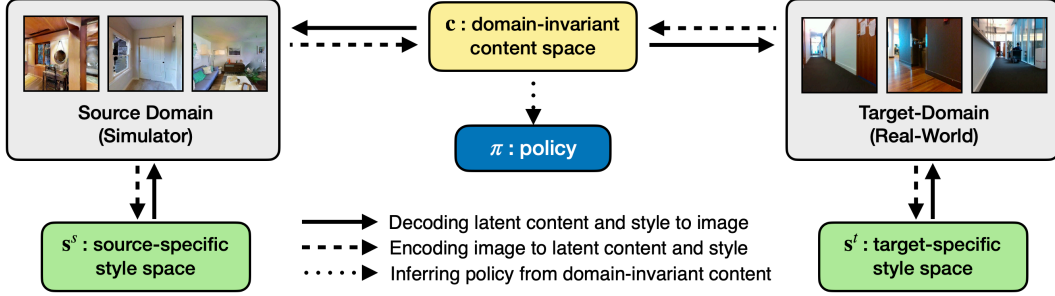 c : domain-invariant
content space
Source Domain
(Simulator)
Target-Domain
(Real-World)
π : policy
sˢ : source-specific
style space
sᵗ : target-specific
style space
Decoding latent content and style to image
Encoding image to latent content and style
Inferring policy from domain-invariant content